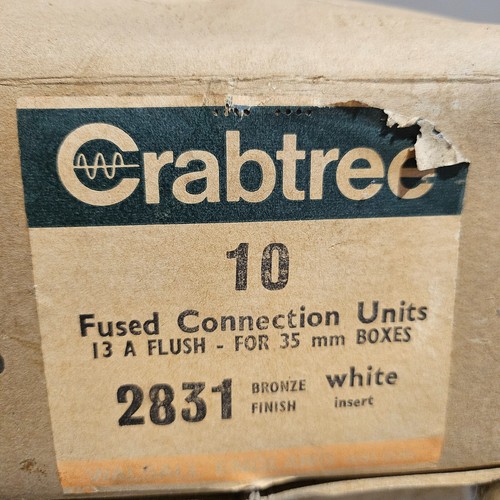 Crabtree
10
Fused Connection Units
13 A FLUSH - FOR 35 mm BOXES
2831 BRONZE FINISH white insert